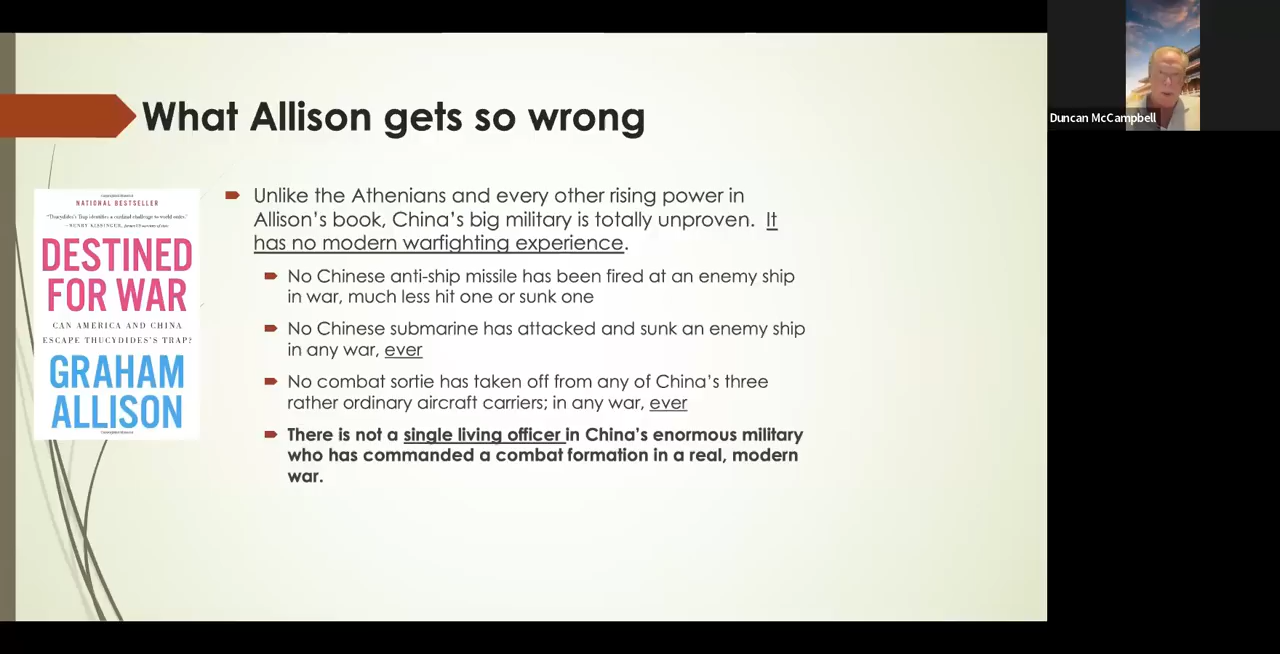 What Allison gets so wrong
NATIONAL BESTSELLER
"Thucydides's Trap identifies a cardinal challenge to world order."
—HENRY KISSINGER,
DESTINED
FOR WAR
CAN AMERICA AND CHINA
ESCAPE THUCYDIDES'S TRAP?
GRAHAM
ALLISON
Unlike the Athenians and every other rising power in
Allison's book, China's big military is totally unproven. It
has no modern warfighting experience.
No Chinese anti-ship missile has been fired at an enemy ship
in war, much less hit one or sunk one
No Chinese submarine has attacked and sunk an enemy ship
in any war, ever
No combat sortie has taken off from any of China's three
rather ordinary aircraft carriers; in any war, ever
There is not a single living officer in China's enormous military
who has commanded a combat formation in a real, modern
war.
Duncan McCampbell